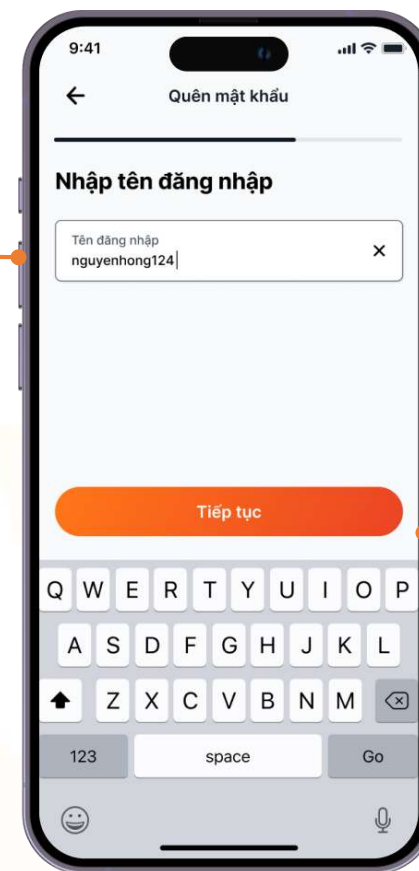 9:41
Quên mật khẩu
Nhập tên đăng nhập
Tên đăng nhập
nguyenhong124
Tiếp tục
Q W E R T Y U I O P
A S D F G H J K L
Z X C V B N M
123 space Go